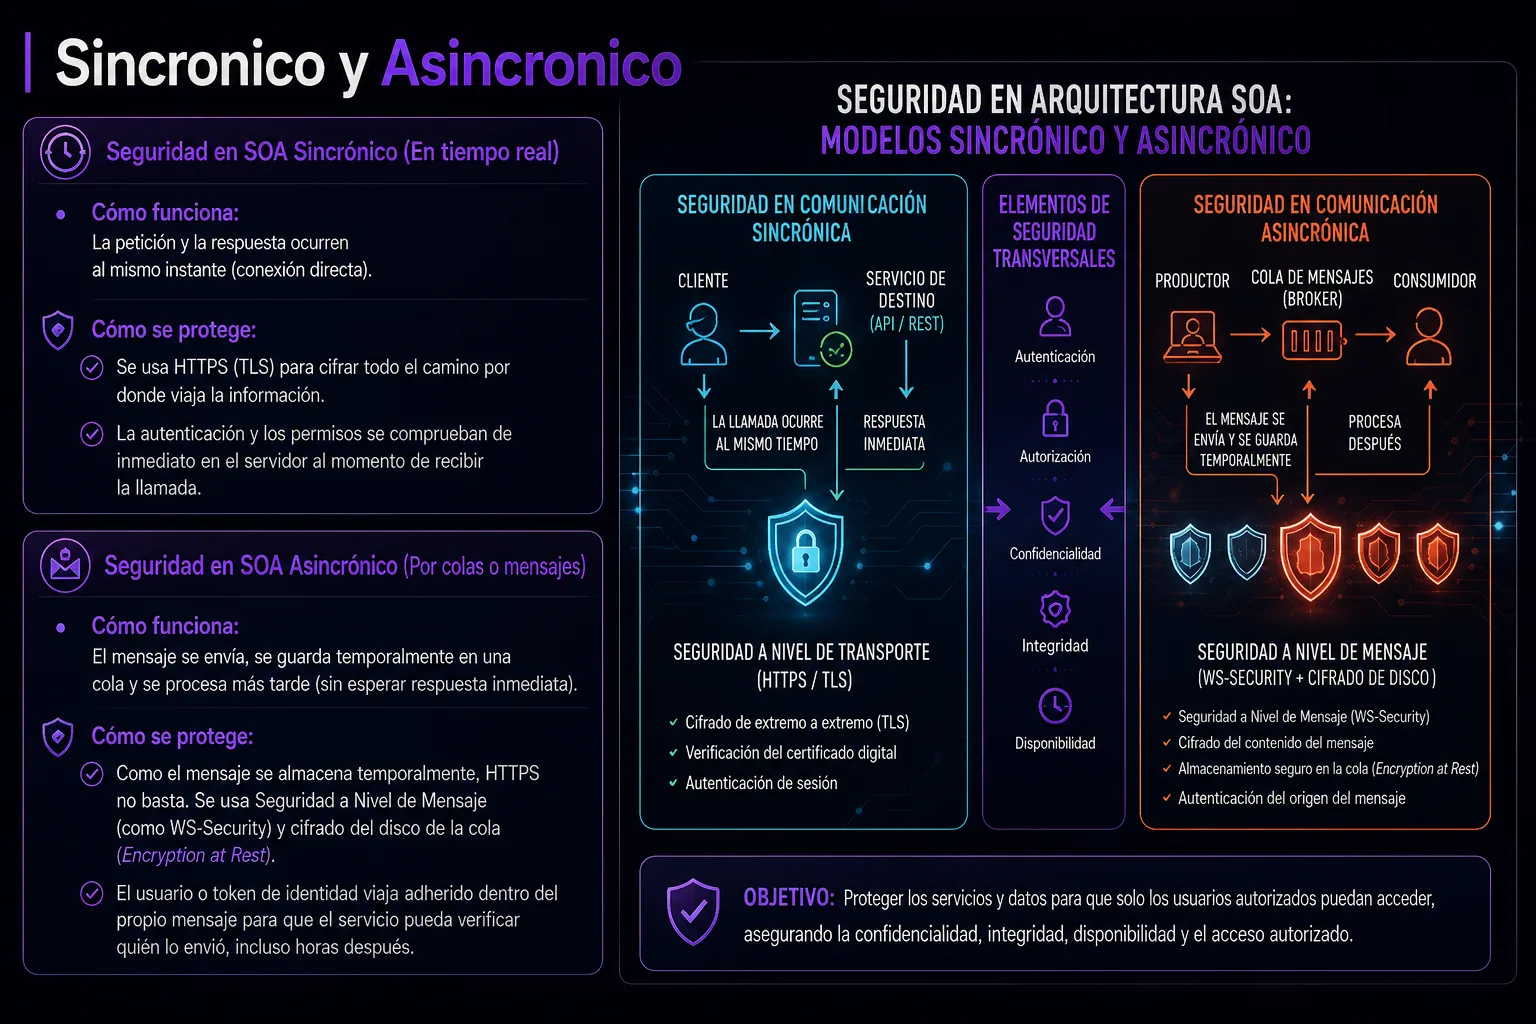 Sincronico y Asincronico
Seguridad en SOA Sincrónico (En tiempo real)
Cómo funciona:
La petición y la respuesta ocurren
al mismo instante (conexión directa).
Cómo se protege:
Se usa HTTPS (TLS) para cifrar todo el camino por
donde viaja la información.
La autenticación y los permisos se comprueban de
inmediato en el servidor al momento de recibir
la llamada.
Seguridad en SOA Asincrónico (Por colas o mensajes)
Cómo funciona:
El mensaje se envía, se guarda temporalmente en una
cola y se procesa más tarde (sin esperar respuesta inmediata).
Cómo se protege:
Como el mensaje se almacena temporalmente, HTTPS
no basta. Se usa Seguridad a Nivel de Mensaje
(como WS-Security) y cifrado del disco de la cola
(Encryption at Rest).
El usuario o token de identidad viaja adherido dentro del
propio mensaje para que el servicio pueda verificar
quién lo envió, incluso horas después.
SEGURIDAD EN ARQUITECTURA SOA:
MODELOS SINCRÓNICO Y ASINCRÓNICO
SEGURIDAD EN COMUNICACIÓN
SINCRÓNICA
CLIENTE
SERVICIO DE
DESTINO
(API / REST)
LA LLAMADA OCURRE
AL MISMO TIEMPO
RESPUESTA
INMEDIATA
SEGURIDAD A NIVEL DE TRANSPORTE
(HTTPS / TLS)
Cifrado de extremo a extremo (TLS)
Verificación del certificado digital
Autenticación de sesión
ELEMENTOS DE
SEGURIDAD
TRANSVERSALES
Autenticación
Autorización
Confidencialidad
Integridad
Disponibilidad
SEGURIDAD EN COMUNICACIÓN
ASINCRÓNICA
PRODUCTOR
COLA DE MENSAJES
(BROKER)
CONSUMIDOR
EL MENSAJE SE
ENVÍA Y SE GUARDA
TEMPORALMENTE
PROCESA
DESPUÉS
SEGURIDAD A NIVEL DE MENSAJE
(WS-SECURITY + CIFRADO DE DISCO)
Seguridad a Nivel de Mensaje (WS-Security)
Cifrado del contenido del mensaje
Almacenamiento seguro en la cola (Encryption at Rest)
Autenticación del origen del mensaje
OBJETIVO: Proteger los servicios y datos para que solo los usuarios autorizados puedan acceder,
asegurando la confidencialidad, integridad, disponibilidad y el acceso autorizado.